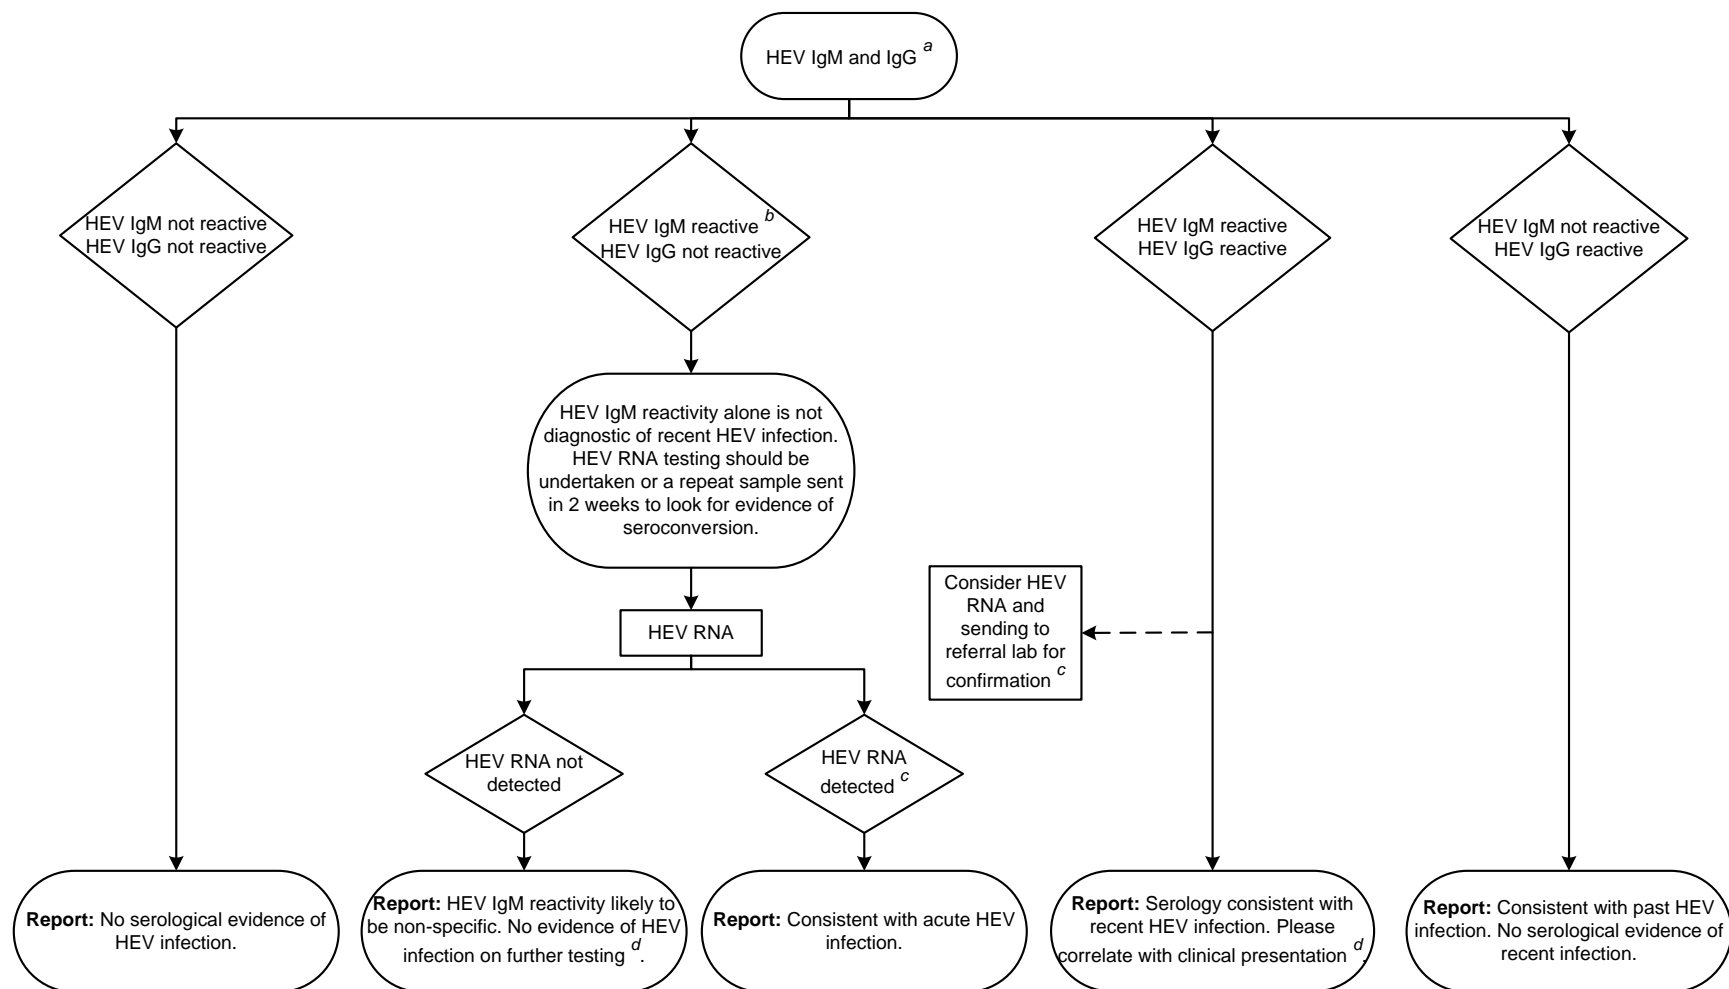 HEV IgM and IgG a
HEV IgM not reactive
HEV IgG not reactive
HEV IgM reactive b
HEV IgG not reactive
HEV IgM reactive
HEV IgG reactive
HEV IgM not reactive
HEV IgG reactive
HEV IgM reactivity alone is not
diagnostic of recent HEV infection.
HEV RNA testing should be
undertaken or a repeat sample sent
in 2 weeks to look for evidence of
seroconversion.
Consider HEV
RNA and
sending to
referral lab for
confirmation c
HEV RNA
HEV RNA not
detected
HEV RNA
detected c
Report: No serological evidence of
HEV infection.
Report: HEV IgM reactivity likely to
be non-specific. No evidence of HEV
infection on further testing d.
Report: Consistent with acute HEV
infection.
Report: Serology consistent with
recent HEV infection. Please
correlate with clinical presentation d.
Report: Consistent with past HEV
infection. No serological evidence of
recent infection.